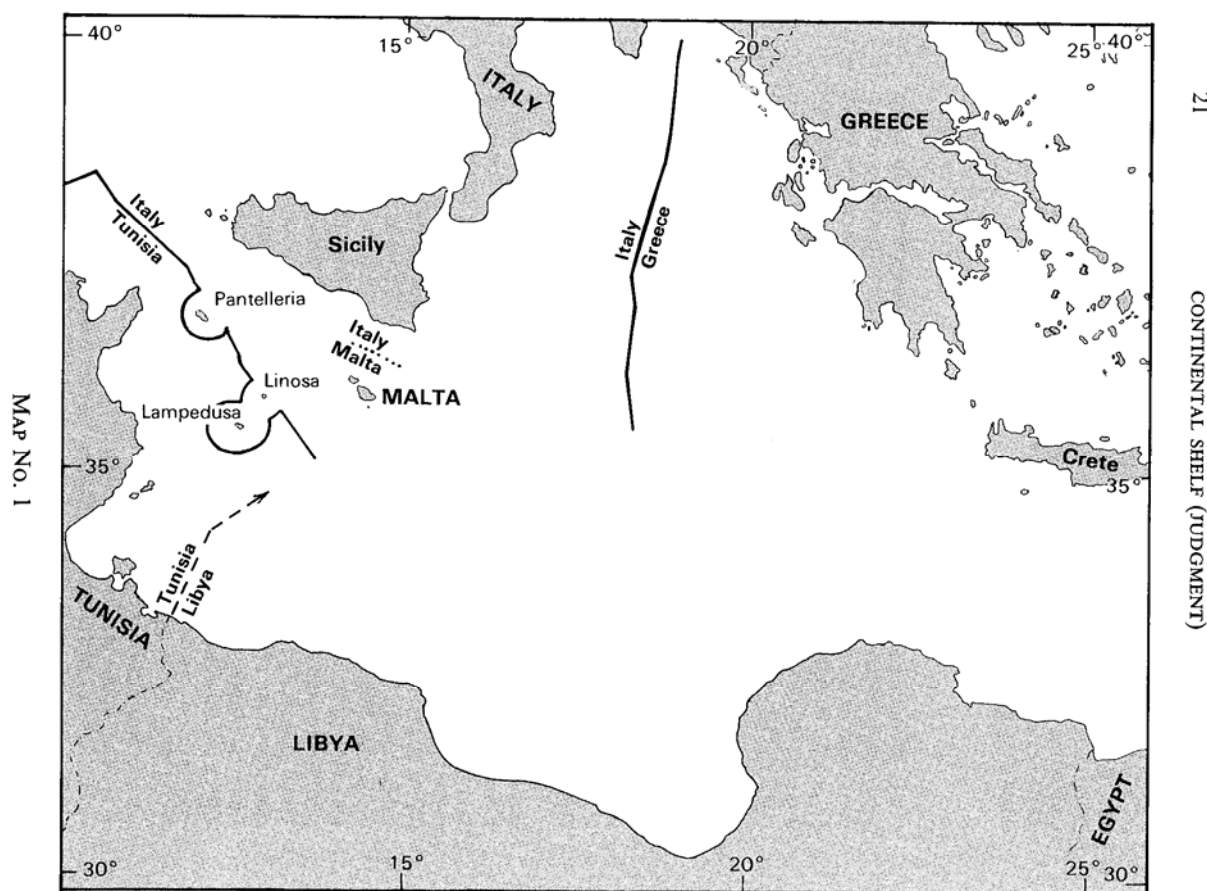 21
CONTINENTAL SHELF (JUDGMENT)
MAP No. 1
40°
15°
20°
25°
40°
ITALY
GREECE
Italy
Tunisia
Sicily
Italy
Greece
Pantelleria
Italy
Malta
Linosa
MALTA
Lampedusa
Crete
35°
35°
Tunisia
Libya
TUNISIA
LIBYA
EGYPT
30°
15°
20°
25°
30°